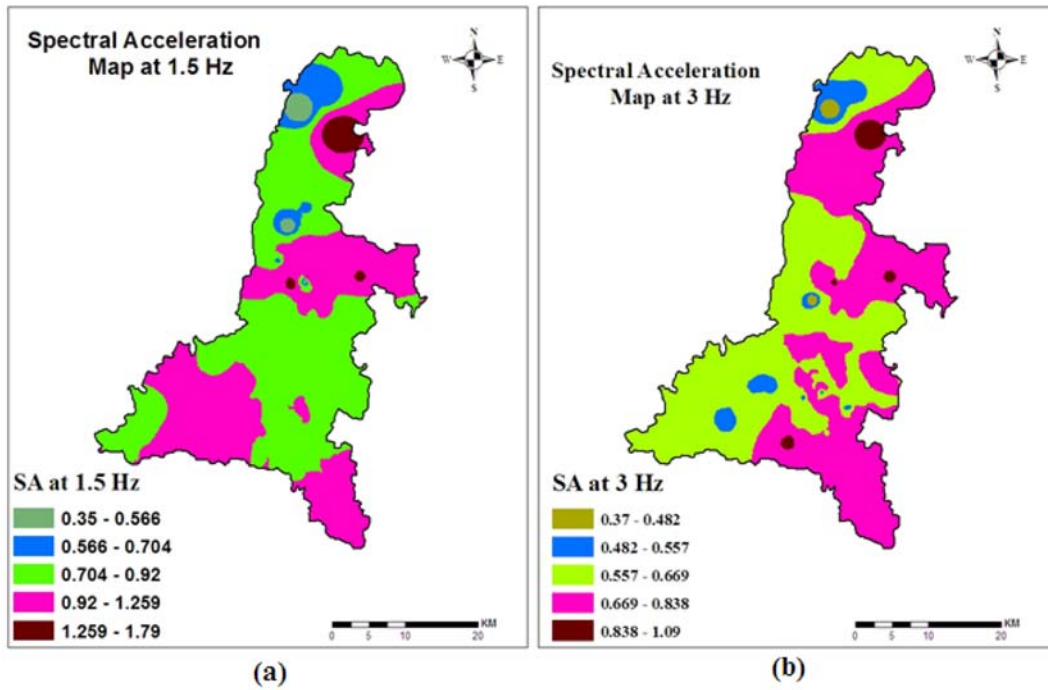 Spectral Acceleration
Map at 1.5 Hz
N
W E
S
SA at 1.5 Hz
0.35 - 0.566
0.566 - 0.704
0.704 - 0.92
0.92 - 1.259
1.259 - 1.79
KM
0 5 10 20
(a)
Spectral Acceleration
Map at 3 Hz
N
W E
S
SA at 3 Hz
0.37 - 0.482
0.482 - 0.557
0.557 - 0.669
0.669 - 0.838
0.838 - 1.09
KM
0 5 10 20
(b)